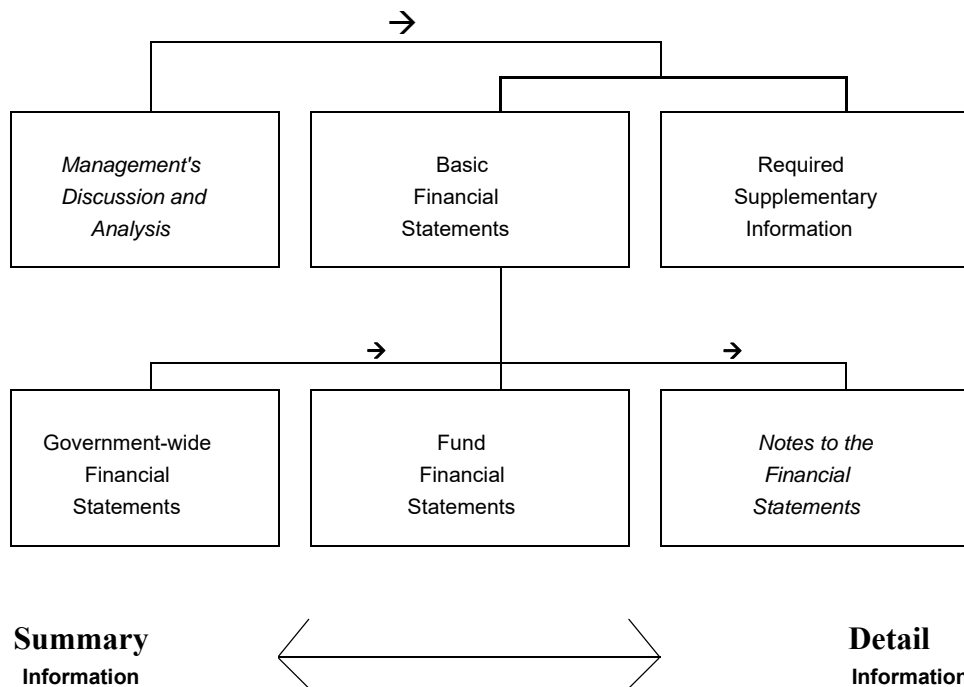 →
Management's
Discussion and
Analysis
Basic
Financial
Statements
Required
Supplementary
Information
→ →
Government-wide
Financial
Statements
Fund
Financial
Statements
Notes to the
Financial
Statements
Summary
Information
Detail
Information